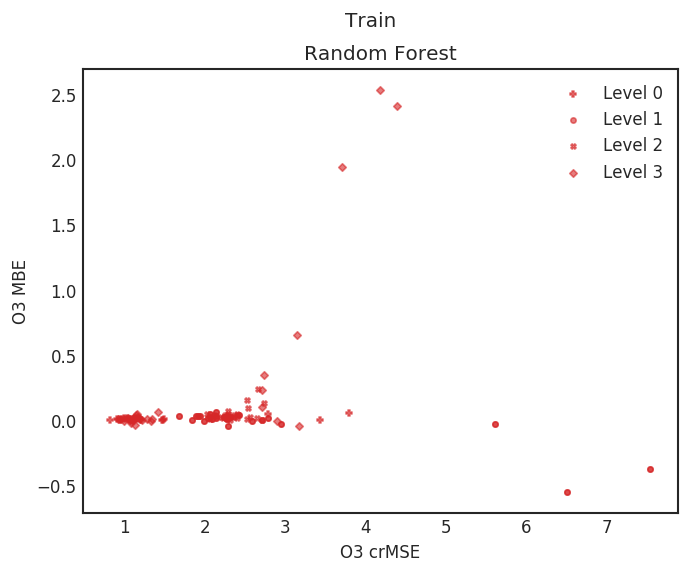 Train
Random Forest
Level 0
Level 1
Level 2
Level 3
2.5
2.0
1.5
1.0
0.5
0.0
−0.5
O3 MBE
1 2 3 4 5 6 7
O3 crMSE